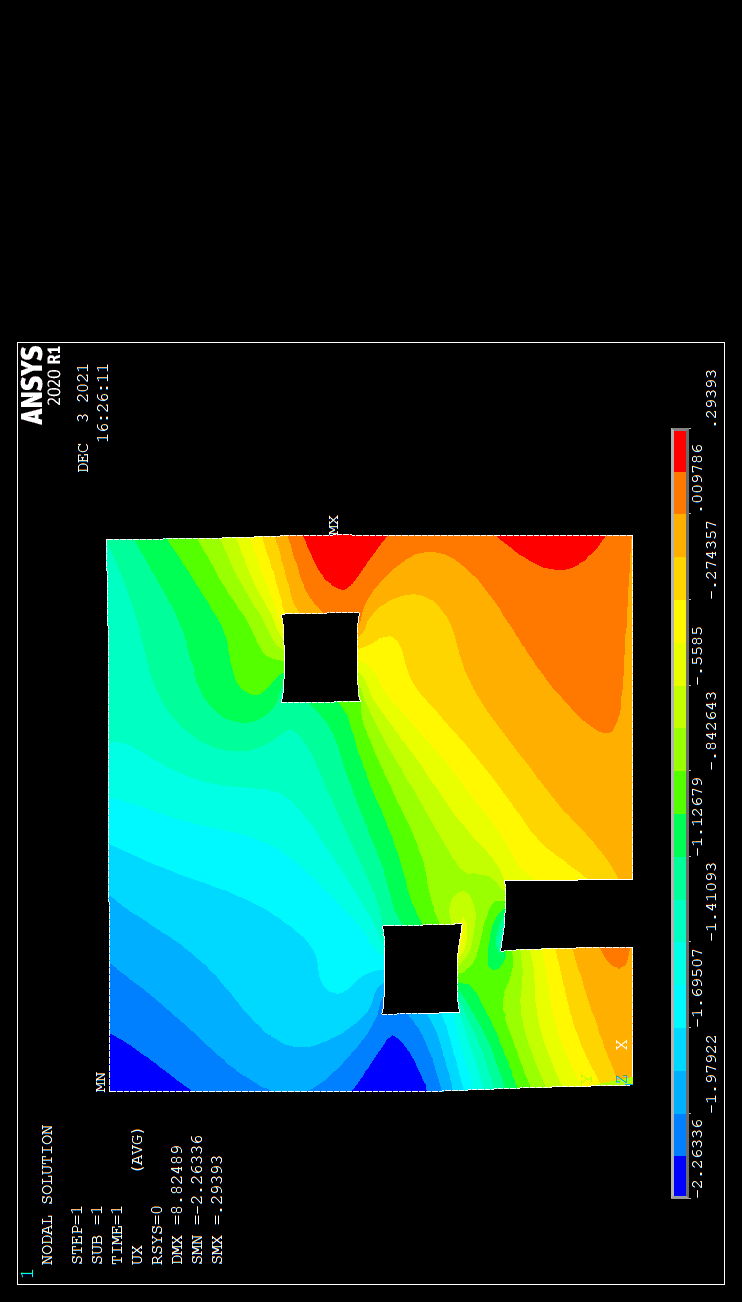 1
NODAL SOLUTION
STEP=1
SUB =1
TIME=1
UX (AVG)
RSYS=0
DMX =8.82489
SMN =-2.26336
SMX =.29393
ANSYS
2020 R1
DEC 3 2021
16:26:11
MN
MX
Y
Z X
-2.26336
-1.97922
-1.69507
-1.41093
-1.12679
-.842643
-.5585
-.274357
.009786
.29393